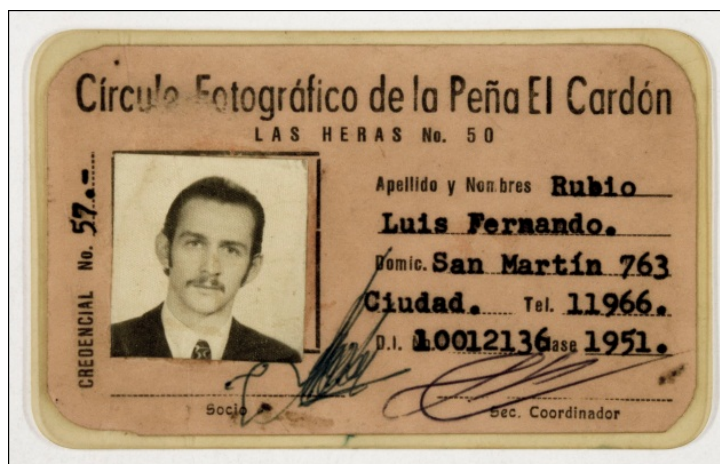 Círculo Fotográfico de la Peña El Cardón
LAS HERAS No. 50
CREDENCIAL No. 57.-
Apellido y Nombres Rubio
Luis Fernando.
Domic. San Martín 763
Ciudad. Tel. 11966.
D.I. No. 10012136 Clase 1951.
Socio
Sec. Coordinador